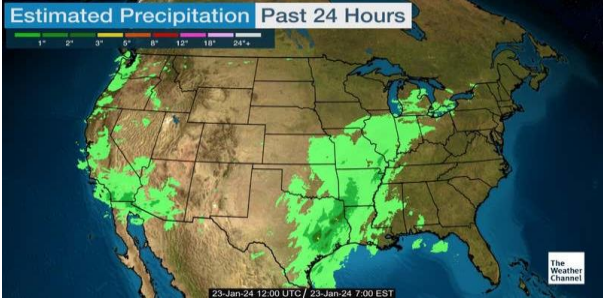 Estimated Precipitation Past 24 Hours
1" 2" 3" 5" 8" 12" 18" 24"+
The
Weather
Channel
23-Jan-24 12:00 UTC / 23-Jan-24 7:00 EST